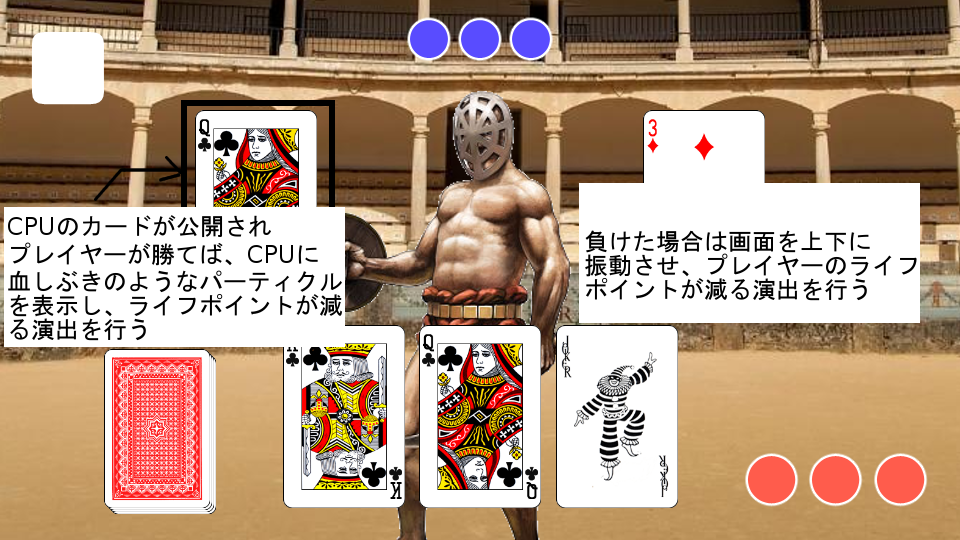 Q
3
CPUのカードが公開され
プレイヤーが勝てば、CPUに
血しぶきのようなパーティクル
を表示し、ライフポイントが減
る演出を行う
負けた場合は画面を上下に
振動させ、プレイヤーのライフ
ポイントが減る演出を行う
K
Q
JOKER
K
Q
JOKER